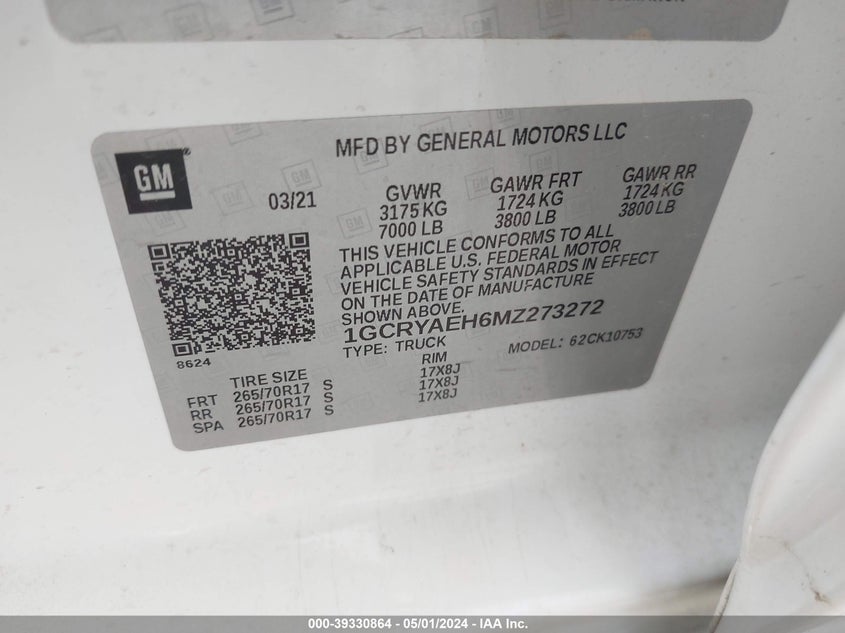 GM
MFD BY GENERAL MOTORS LLC
03/21
GVWR
3175 KG
7000 LB
GAWR FRT
1724 KG
3800 LB
GAWR RR
1724 KG
3800 LB
THIS VEHICLE CONFORMS TO ALL
APPLICABLE U.S. FEDERAL MOTOR
VEHICLE SAFETY STANDARDS IN EFFECT
ON THE DATE OF MANUFACTURE
SHOWN ABOVE.
1GCRYAEH6MZ273272
TYPE: TRUCK
MODEL: 62CK10753
8624
TIRE SIZE RIM
FRT 265/70R17 S 17X8J
RR 265/70R17 S 17X8J
SPA 265/70R17 S 17X8J
000-39330864 - 05/01/2024 - IAA Inc.